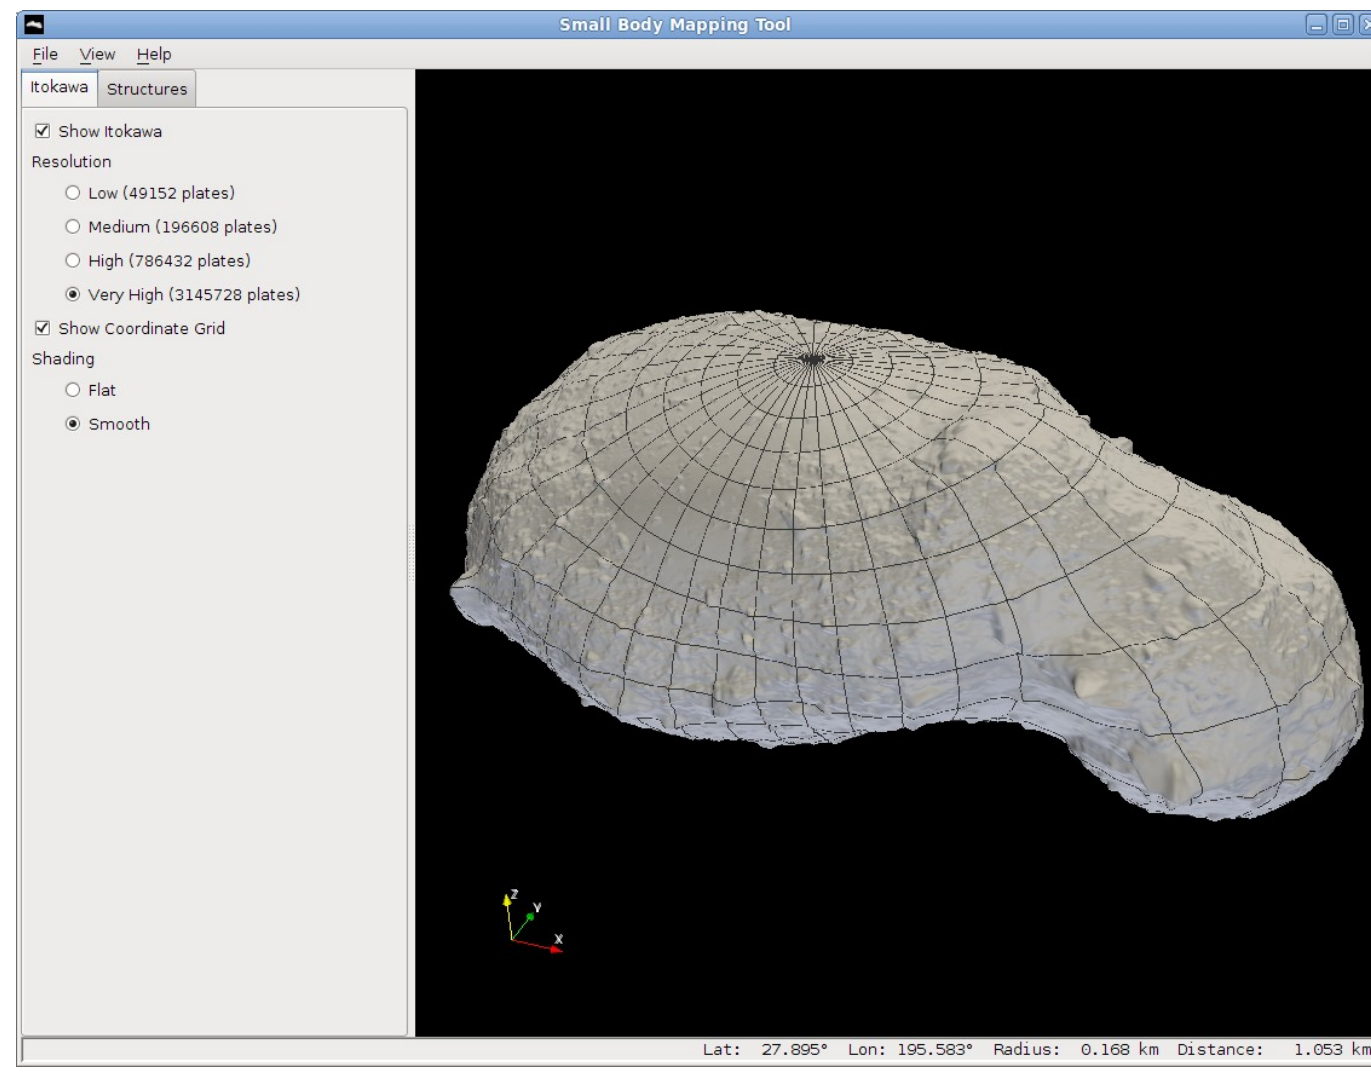 Small Body Mapping Tool
File View Help
Itokawa Structures
Show Itokawa
Resolution
Low (49152 plates)
Medium (196608 plates)
High (786432 plates)
Very High (3145728 plates)
Show Coordinate Grid
Shading
Flat
Smooth
Z
Y
X
Lat: 27.895° Lon: 195.583° Radius: 0.168 km Distance: 1.053 km